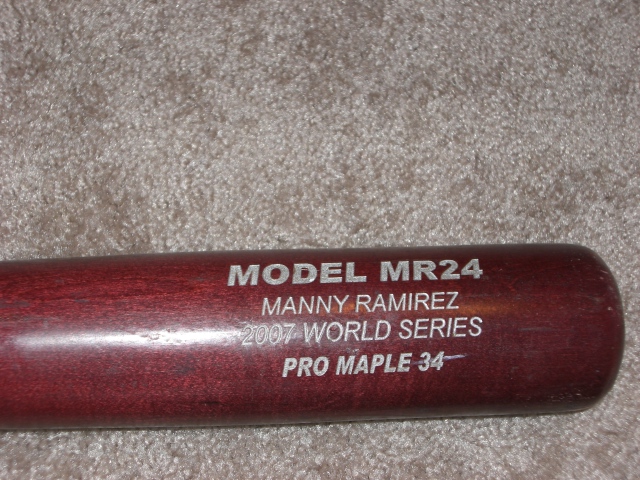 MODEL MR24
MANNY RAMIREZ
2007 WORLD SERIES
PRO MAPLE 34